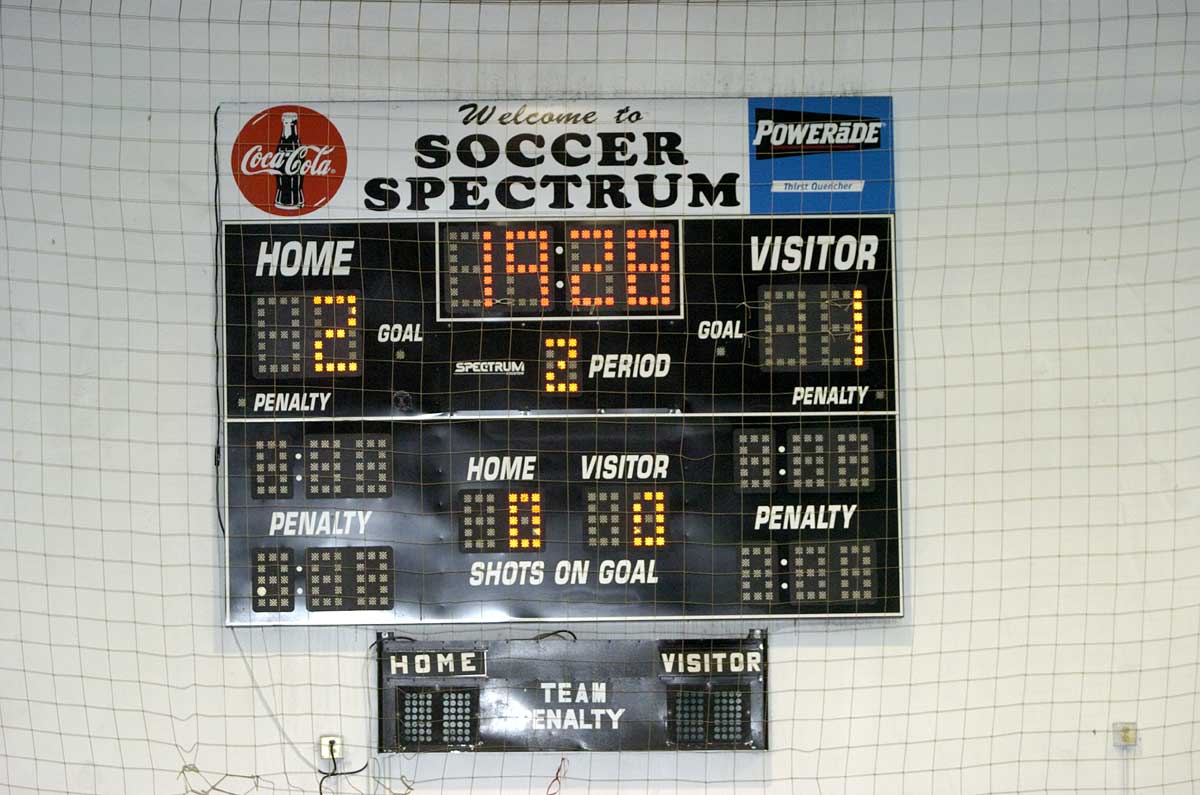 Welcome to
SOCCER
SPECTRUM
Coca-Cola
POWERāDE
Thirst Quencher
HOME
19:28
VISITOR
2
GOAL
GOAL
1
SPECTRUM
2 PERIOD
PENALTY
PENALTY
HOME
VISITOR
0
0
PENALTY
PENALTY
SHOTS ON GOAL
HOME
VISITOR
TEAM
PENALTY